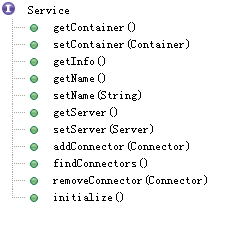 Service
getContainer()
setContainer(Container)
getInfo()
getName()
setName(String)
getServer()
setServer(Server)
addConnector(Connector)
findConnectors()
removeConnector(Connector)
initialize()